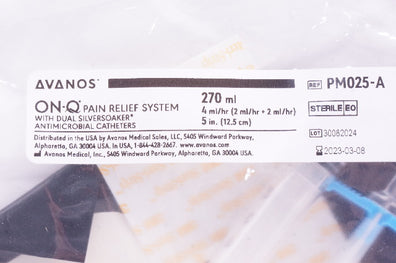 AVANOS
REF PM025-A
ON-Q* PAIN RELIEF SYSTEM
WITH DUAL SILVERSOAKER*
ANTIMICROBIAL CATHETERS
270 ml
4 ml/hr (2 ml/hr + 2 ml/hr)
5 in. (12.5 cm)
STERILE EO
Distributed in the USA by Avanos Medical Sales, LLC, 5405 Windward Parkway,
Alpharetta, GA 30004 USA. In USA, 1-844-428-2667. www.avanos.com
Avanos Medical, Inc., 5405 Windward Parkway,
Alpharetta, GA 30004 USA
LOT 30082024
2023-03-08